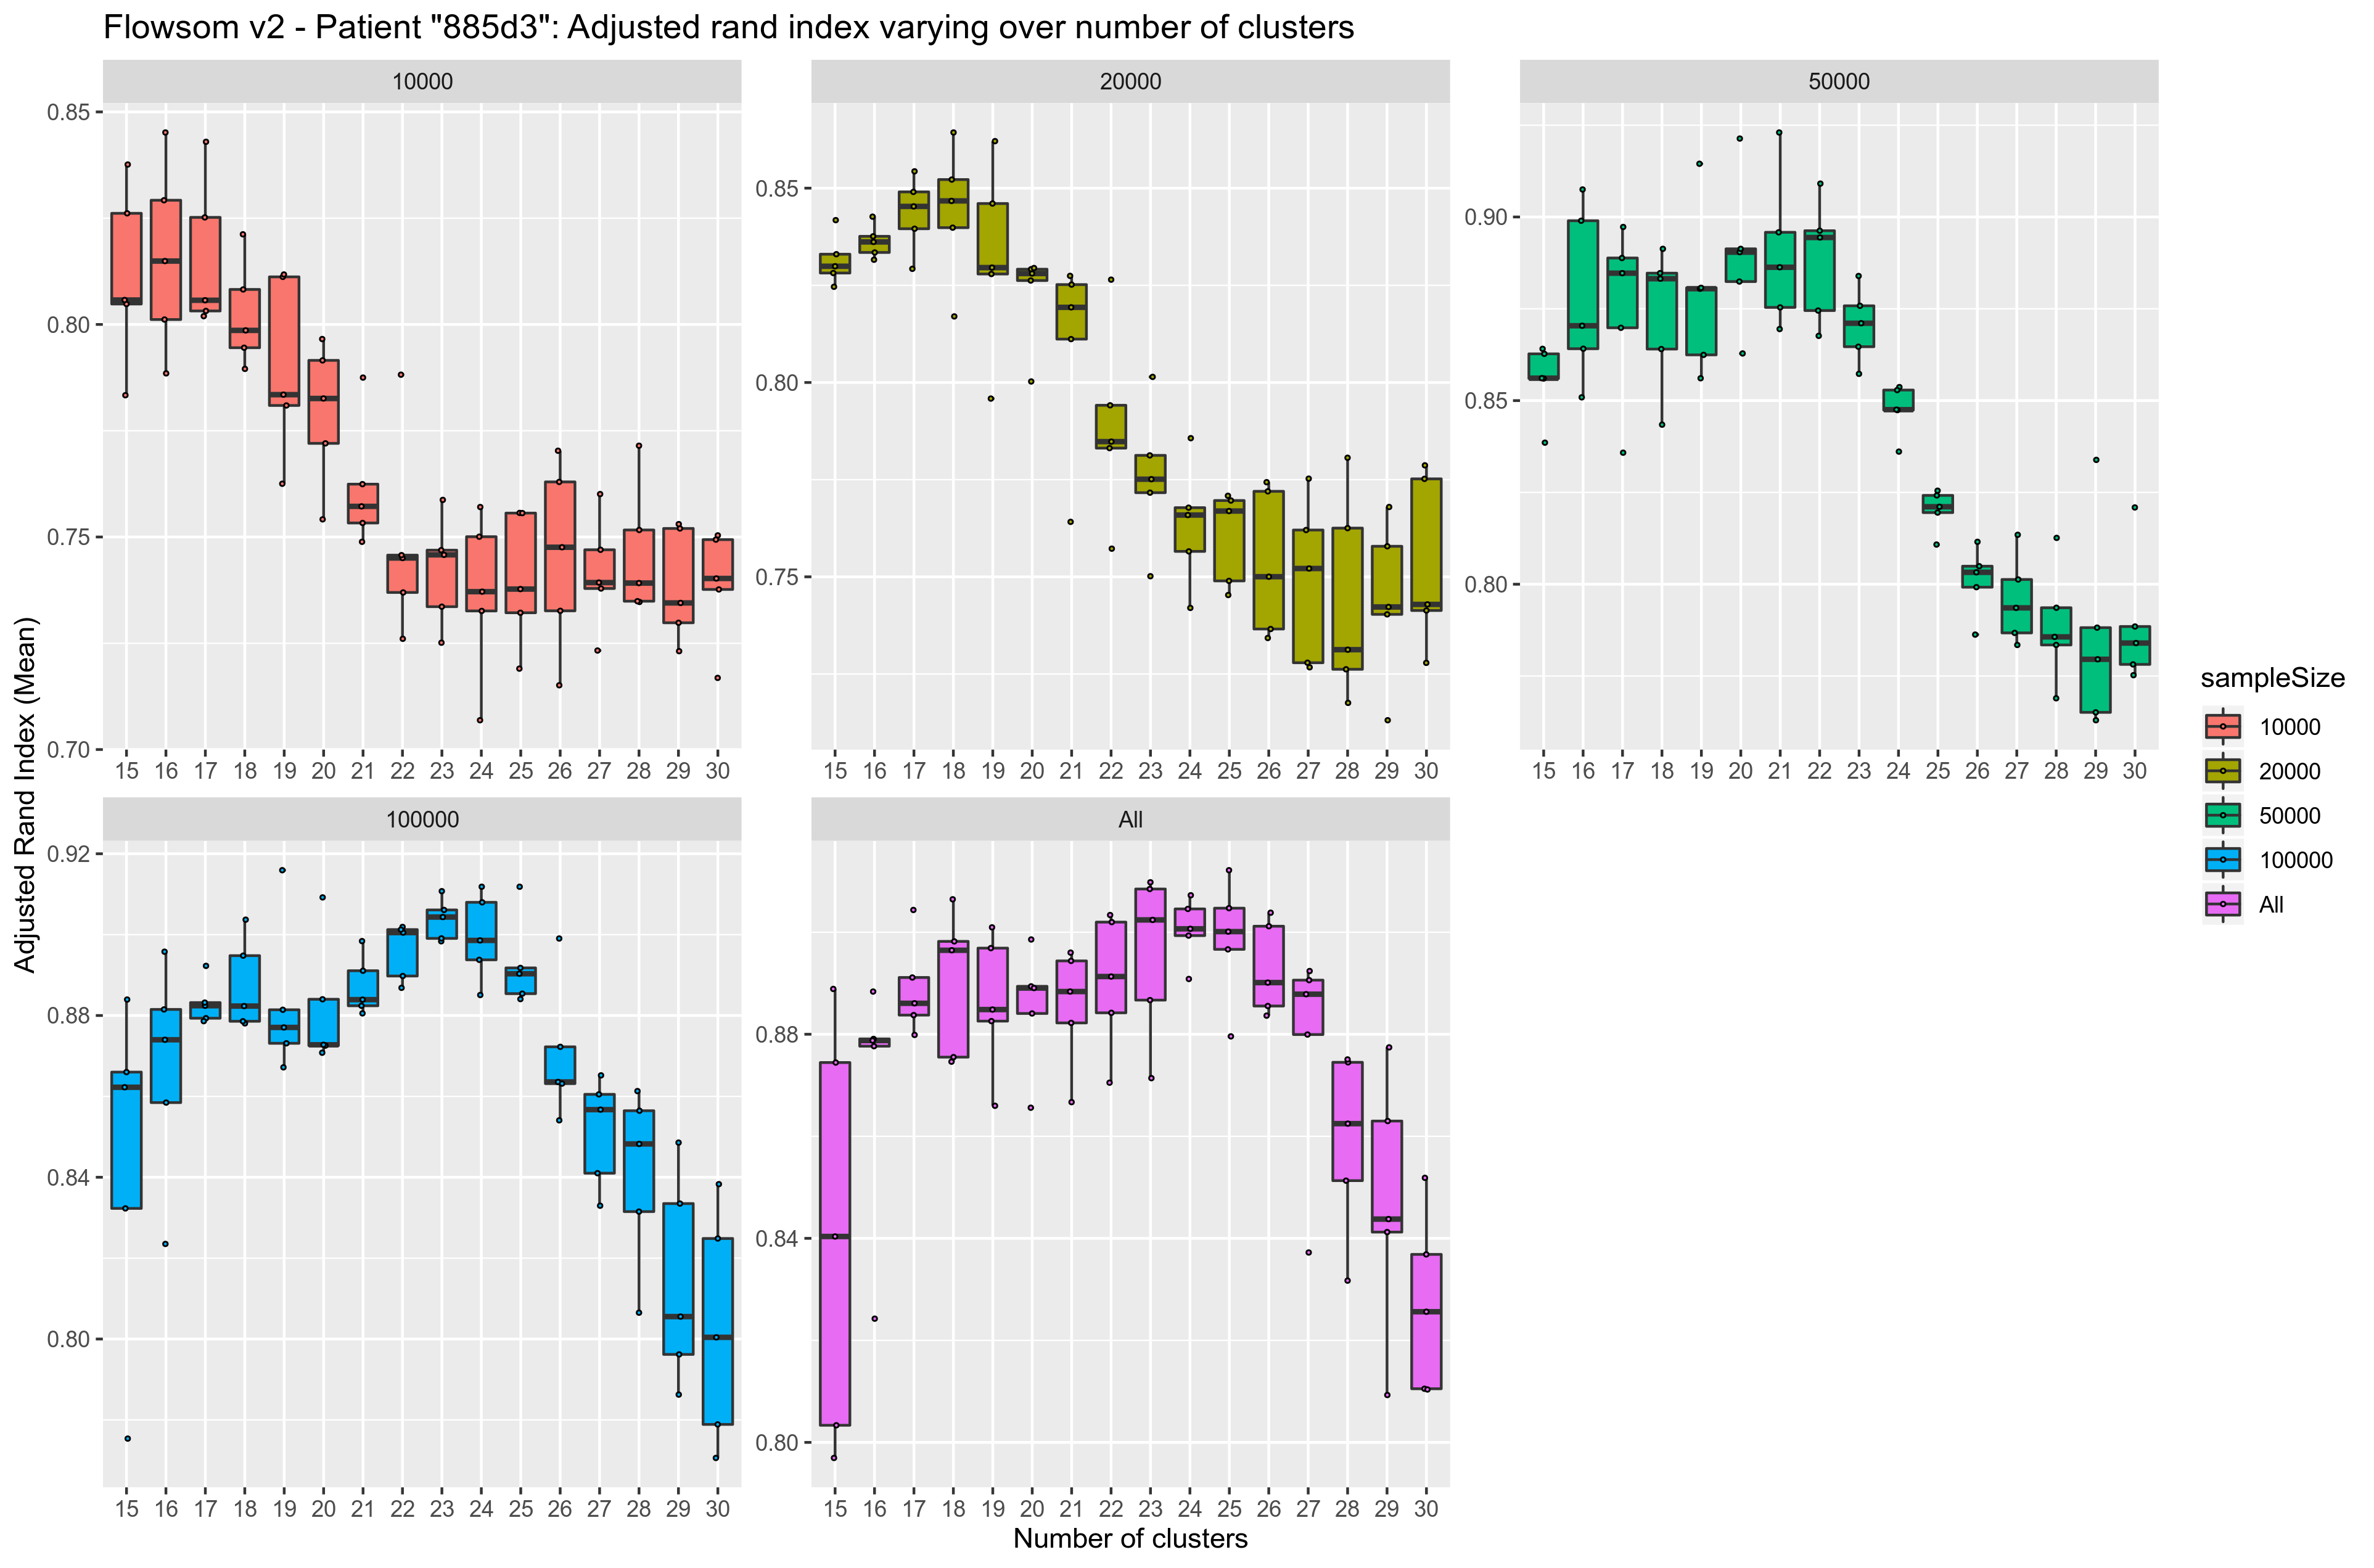 Flowsom v2 - Patient "885d3": Adjusted rand index varying over number of clusters
10000
20000
50000
0.85
0.80
0.75
0.70
0.85
0.80
0.75
0.90
0.85
0.80
15 16 17 18 19 20 21 22 23 24 25 26 27 28 29 30
15 16 17 18 19 20 21 22 23 24 25 26 27 28 29 30
15 16 17 18 19 20 21 22 23 24 25 26 27 28 29 30
Adjusted Rand Index (Mean)
100000
All
0.92
0.88
0.84
0.80
0.88
0.84
0.80
15 16 17 18 19 20 21 22 23 24 25 26 27 28 29 30
15 16 17 18 19 20 21 22 23 24 25 26 27 28 29 30
Number of clusters
sampleSize
10000
20000
50000
100000
All